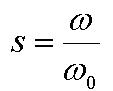 s = ω / ω₀